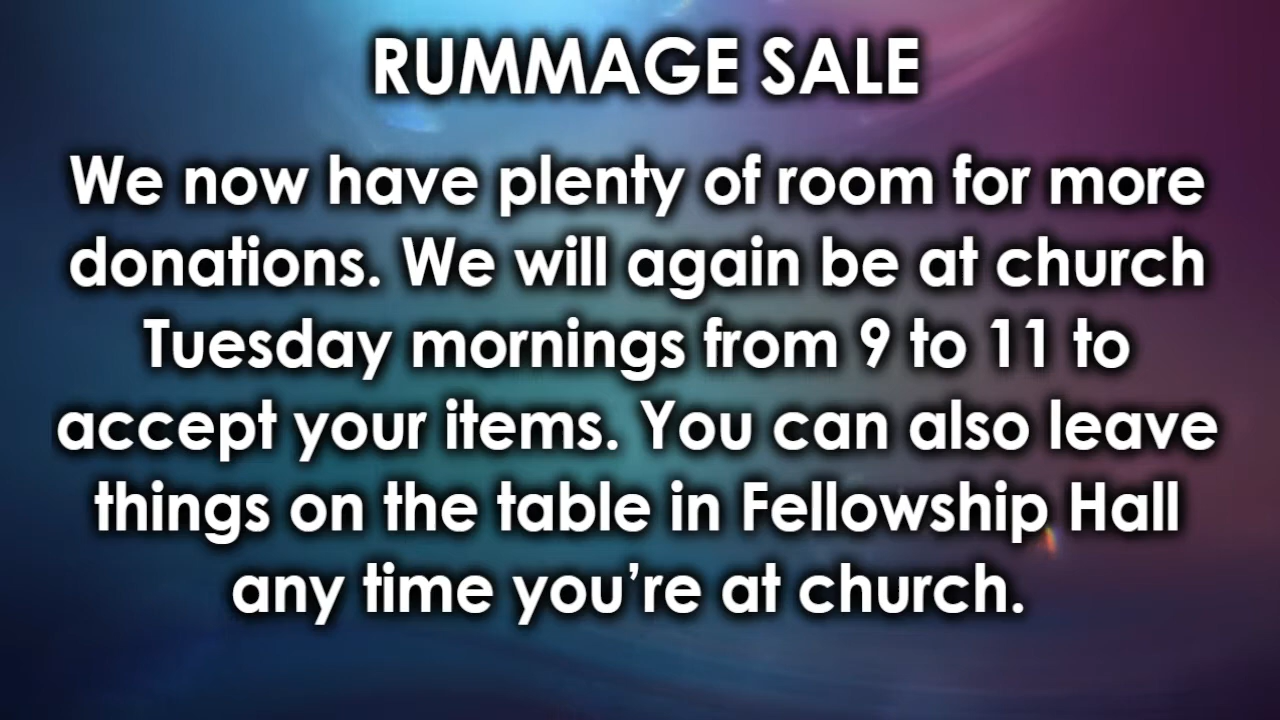 RUMMAGE SALE
We now have plenty of room for more
donations. We will again be at church
Tuesday mornings from 9 to 11 to
accept your items. You can also leave
things on the table in Fellowship Hall
any time you’re at church.